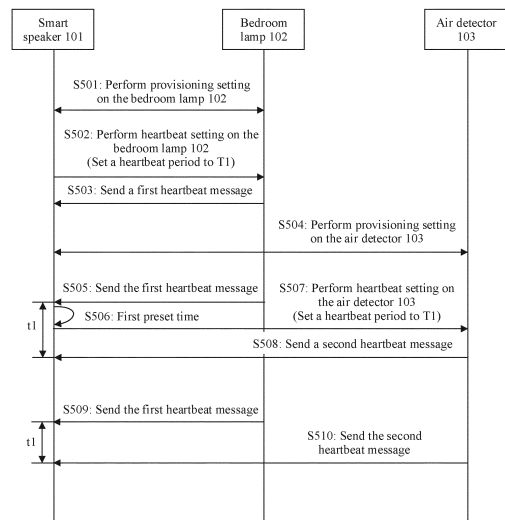 Smart
speaker 101
Bedroom
lamp 102
Air detector
103
S501: Perform provisioning setting
on the bedroom lamp 102
S502: Perform heartbeat setting on the
bedroom lamp 102
(Set a heartbeat period to T1)
S503: Send a first heartbeat message
S504: Perform provisioning setting
on the air detector 103
S505: Send the first heartbeat message
S507: Perform heartbeat setting on
the air detector 103
(Set a heartbeat period to T1)
S506: First preset time
t1
S508: Send a second heartbeat message
S509: Send the first heartbeat message
t1
S510: Send the second
heartbeat message